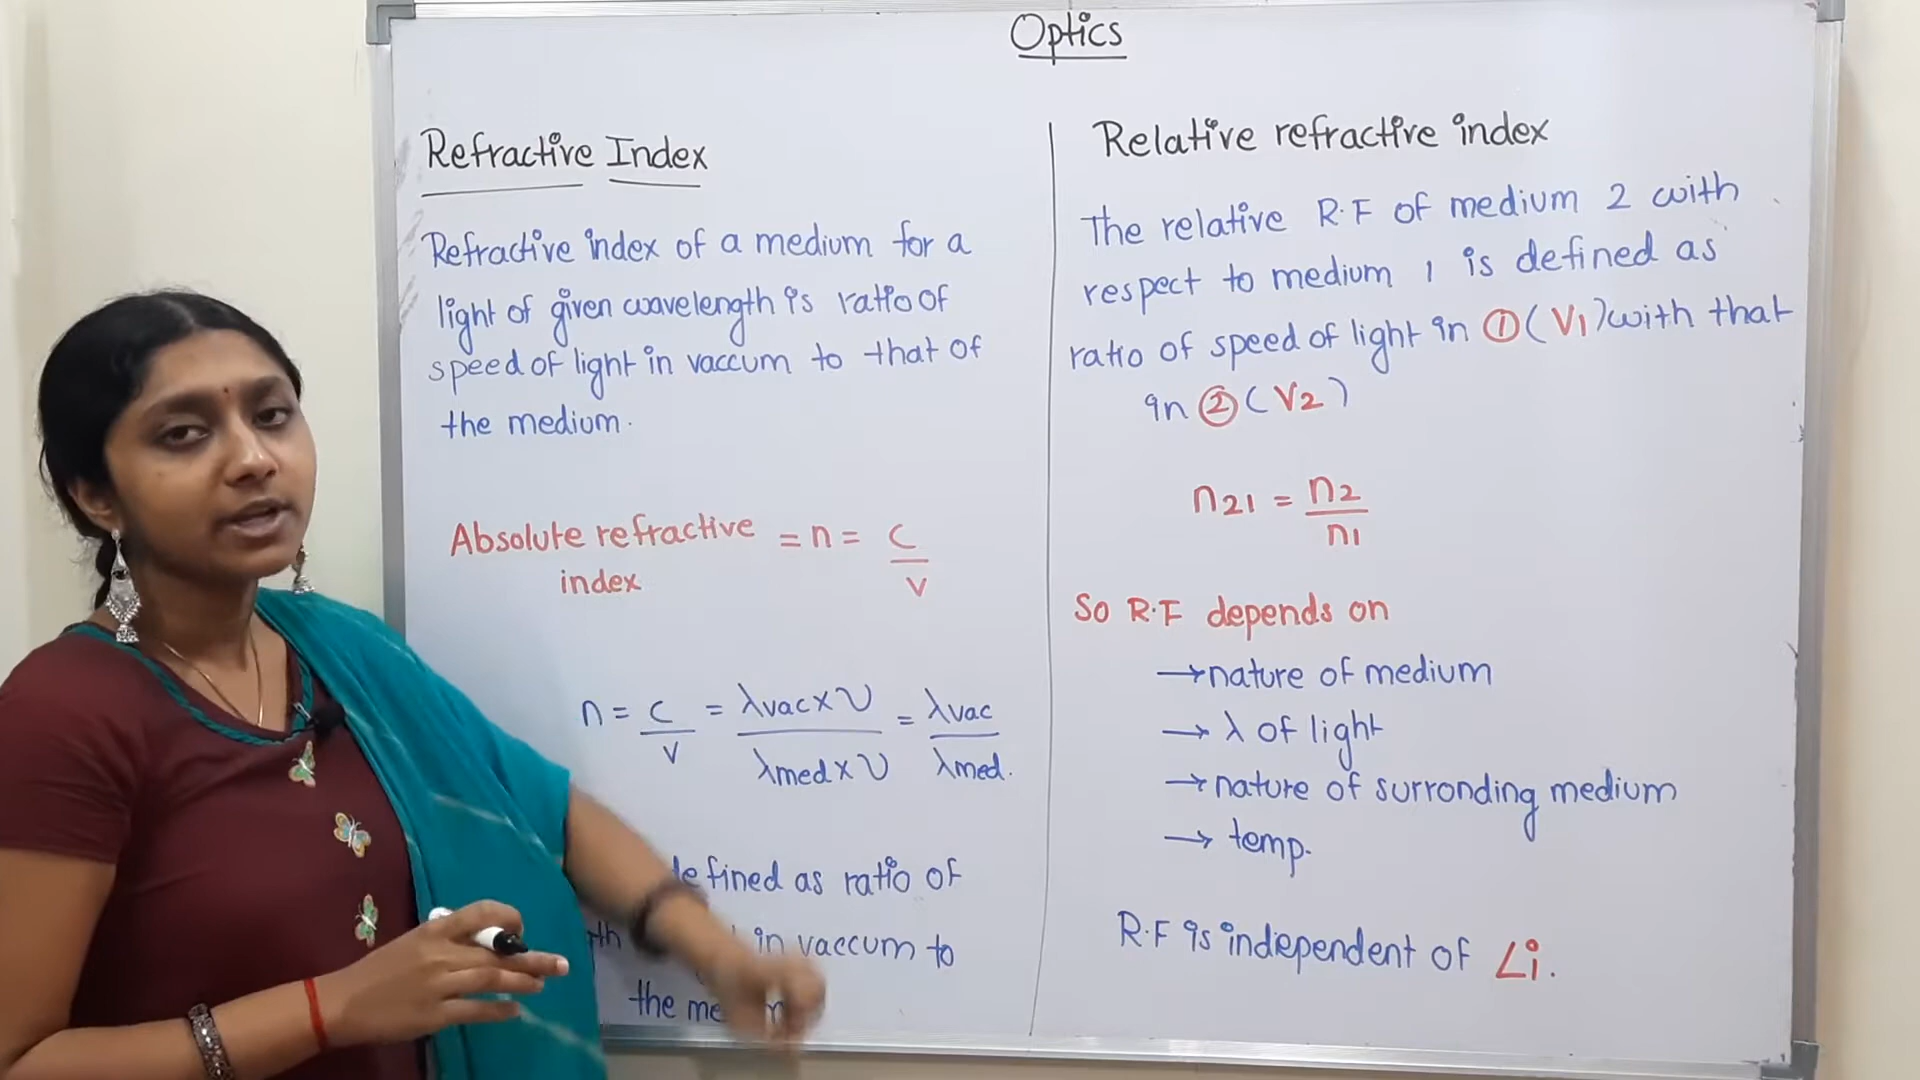 Optics
Refractive Index
Refractive index of a medium for a
light of given wavelength is ratio of
speed of light in vaccum to that of
the medium.
Absolute refractive = n = c
v
index
n = c = λvac x ν = λvac
v λmed x ν λmed.
defined as ratio of
in vaccum to
the
Relative refractive index
The relative R.F of medium 2 with
respect to medium 1 is defined as
ratio of speed of light in ① (V1) with that
in ② (V2)
n21 = n2
n1
So R.F depends on
→ nature of medium
→ λ of light
→ nature of surronding medium
→ temp.
R.F is independent of ∠i.